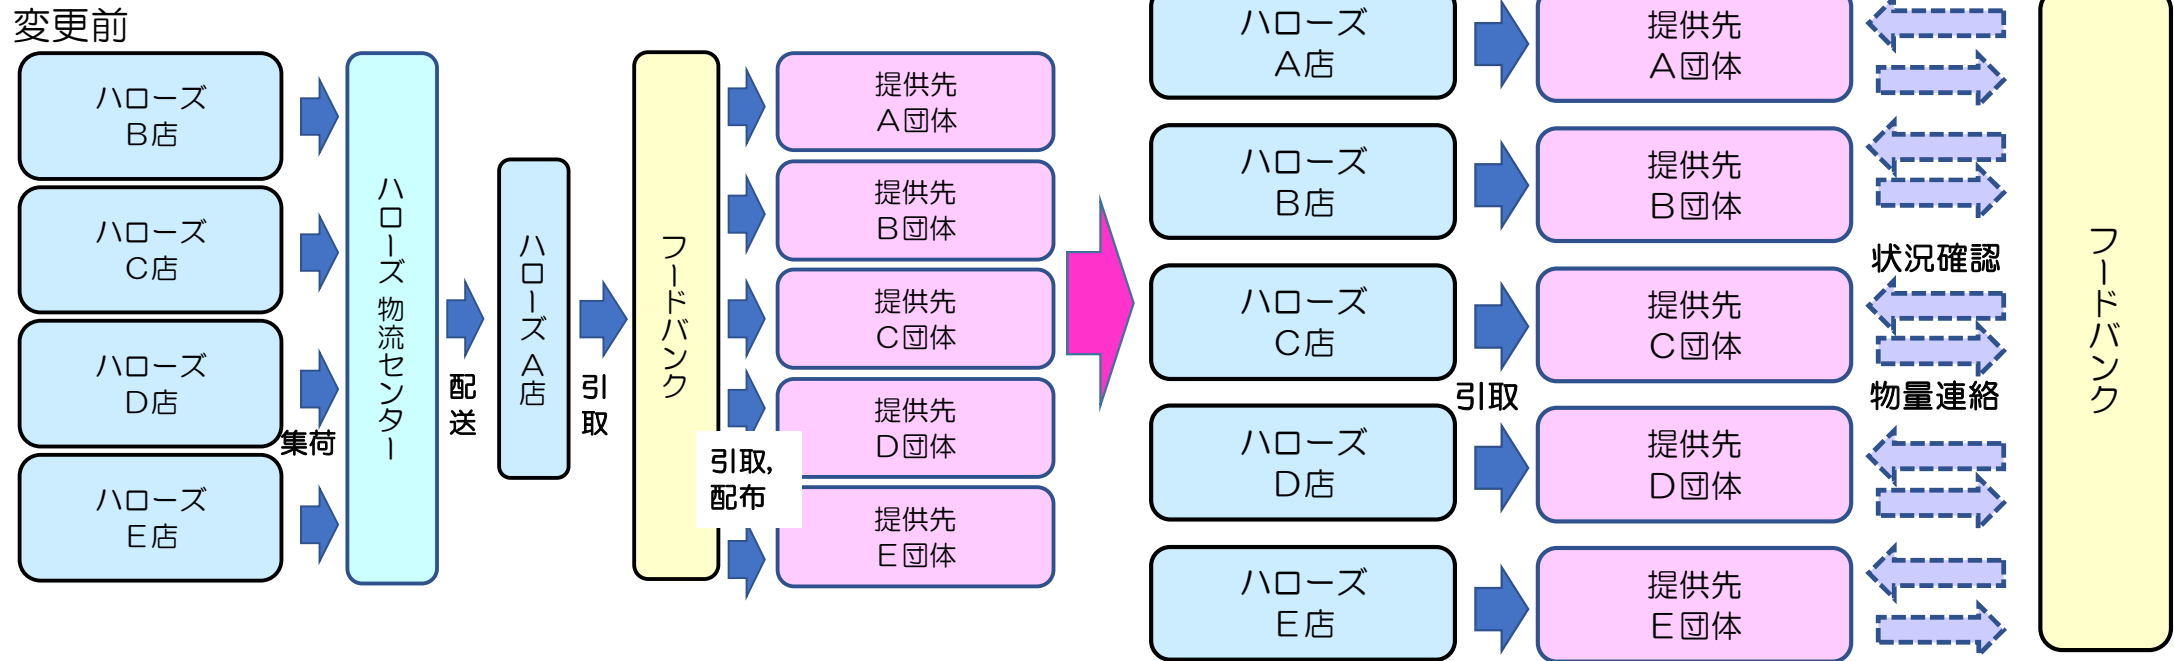 変更前
ハローズ
B店
ハローズ
C店
ハローズ
D店
ハローズ
E店
集荷
ハローズ 物流センター
配
送
ハローズ A店
引
取
フードバンク
引取,
配布
提供先
A団体
提供先
B団体
提供先
C団体
提供先
D団体
提供先
E団体
ハローズ
A店
ハローズ
B店
ハローズ
C店
ハローズ
D店
ハローズ
E店
引取
提供先
A団体
提供先
B団体
提供先
C団体
提供先
D団体
提供先
E団体
状況確認
物量連絡
フードバンク